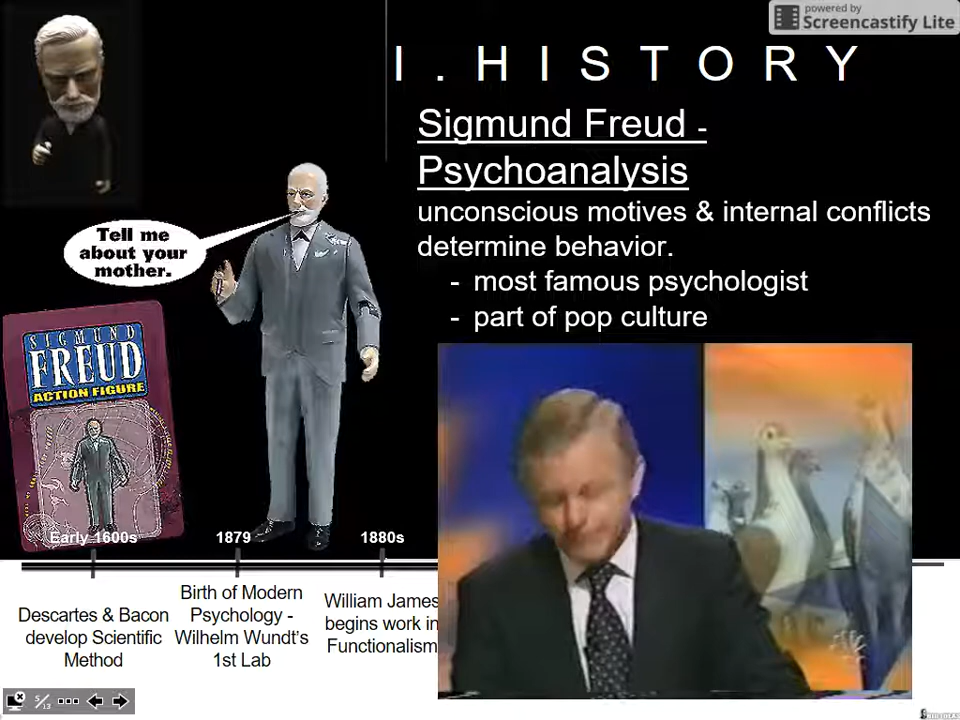 powered by
Screencastify Lite
I. HISTORY
Sigmund Freud -
Psychoanalysis
unconscious motives & internal conflicts
determine behavior.
- most famous psychologist
- part of pop culture
Tell me
about your
mother.
SIGMUND
FREUD
ACTION FIGURE
Early 1600s
1879
1880s
Descartes & Bacon
develop Scientific
Method
Birth of Modern
Psychology -
Wilhelm Wundt's
1st Lab
William James
begins work in
Functionalism
5/13